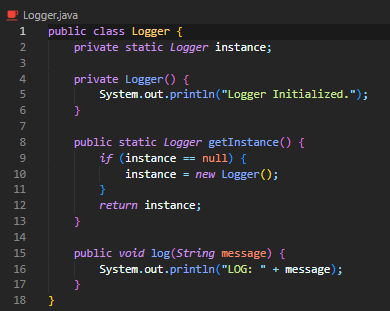 Logger.java
1 public class Logger {
2     private static Logger instance;
3
4     private Logger() {
5         System.out.println("Logger Initialized.");
6     }
7
8     public static Logger getInstance() {
9         if (instance == null) {
10             instance = new Logger();
11         }
12         return instance;
13     }
14
15     public void log(String message) {
16         System.out.println("LOG: " + message);
17     }
18 }